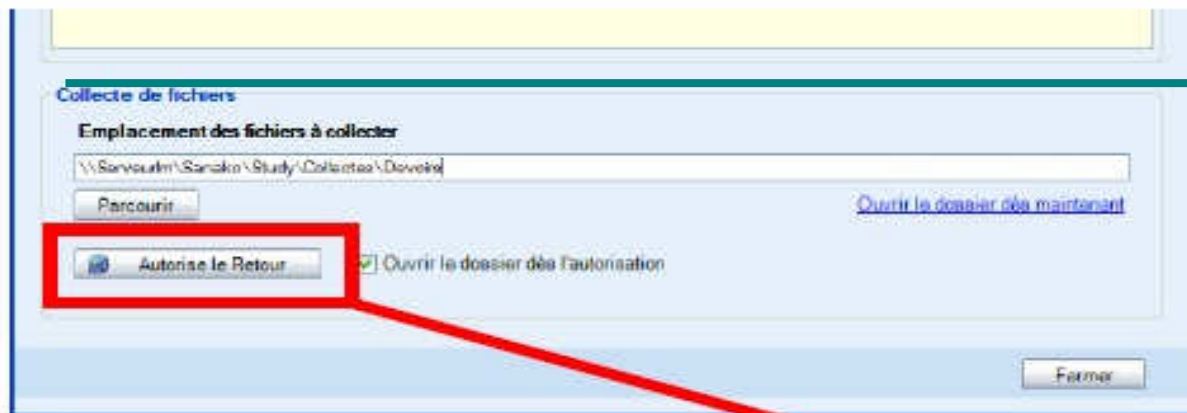 Collecte de fichiers
Emplacement des fichiers à collecter
\\Serveurlm\Sanako\Study\Collectes\Devoirs
Parcourir
Ouvrir le dossier dès maintenant
Autorise le Retour
Ouvrir le dossier dès l'autorisation
Fermer